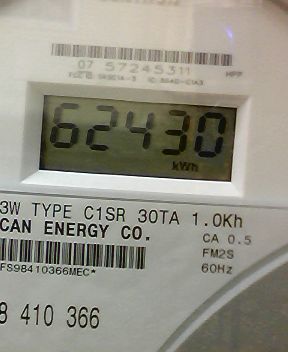 07 57245311
HPP
62430
kWh
3W TYPE C1SR 30TA 1.0Kh
CAN ENERGY CO.
CA 0.5
FM2S
60Hz
FS98410366MEC*
8 410 366